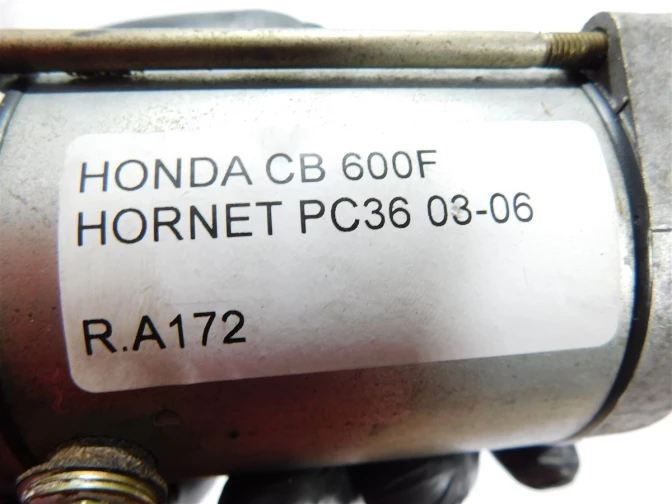 HONDA CB 600F
HORNET PC36 03-06
R.A172